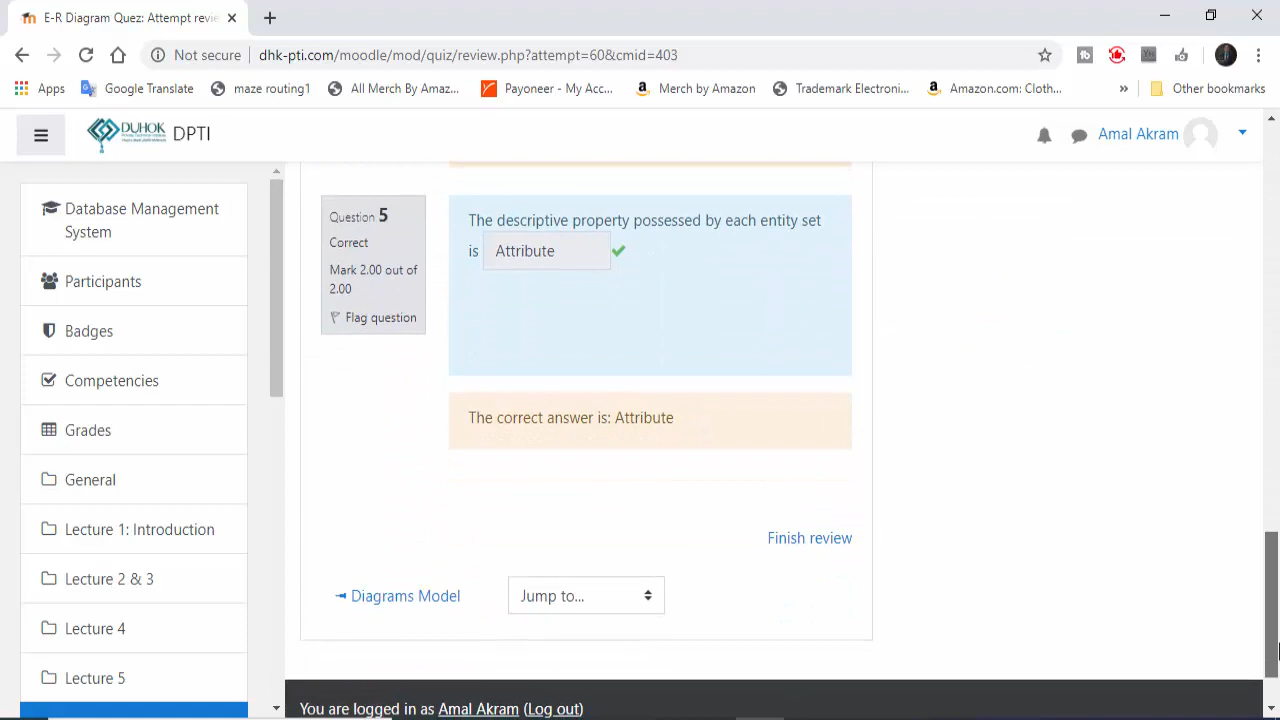 E-R Diagram Quez: Attempt revie
Not secure
dhk-pti.com/moodle/mod/quiz/review.php?attempt=60&cmid=403
Apps
Google Translate
maze routing1
All Merch By Amaz...
Payoneer - My Acc...
Merch by Amazon
Trademark Electroni...
Amazon.com: Cloth...
»
Other bookmarks
DUHOK
DPTI
Amal Akram
Database Management
System
Participants
Badges
Competencies
Grades
General
Lecture 1: Introduction
Lecture 2 & 3
Lecture 4
Lecture 5
Question 5
Correct
Mark 2.00 out of
2.00
Flag question
The descriptive property possessed by each entity set
is Attribute
The correct answer is: Attribute
Finish review
Diagrams Model
Jump to...
You are logged in as Amal Akram (Log out)